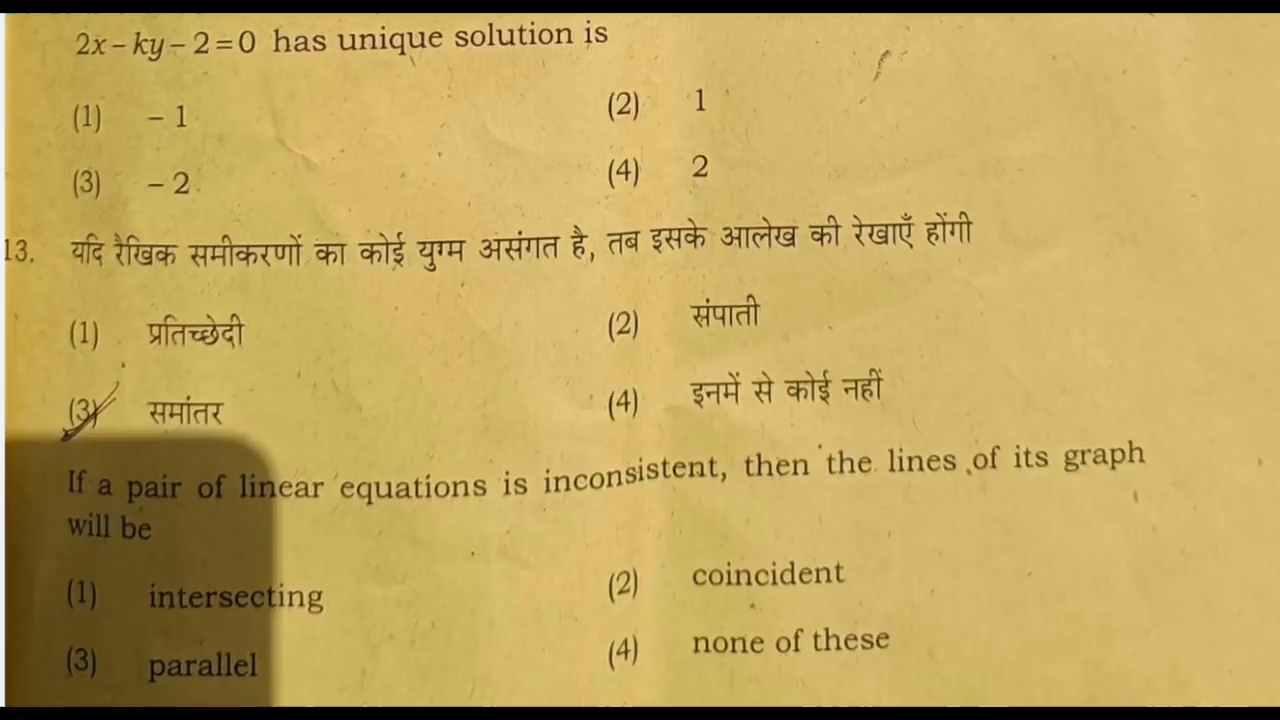 2x – ky – 2 = 0 has unique solution is
(1) – 1 (2) 1
(3) – 2 (4) 2
13. यदि रैखिक समीकरणों का कोई युग्म असंगत है, तब इसके आलेख की रेखाएँ होंगी
(1) प्रतिच्छेदी (2) संपाती
(3) समांतर (4) इनमें से कोई नहीं
If a pair of linear equations is inconsistent, then the lines of its graph
will be
(1) intersecting (2) coincident
(3) parallel (4) none of these